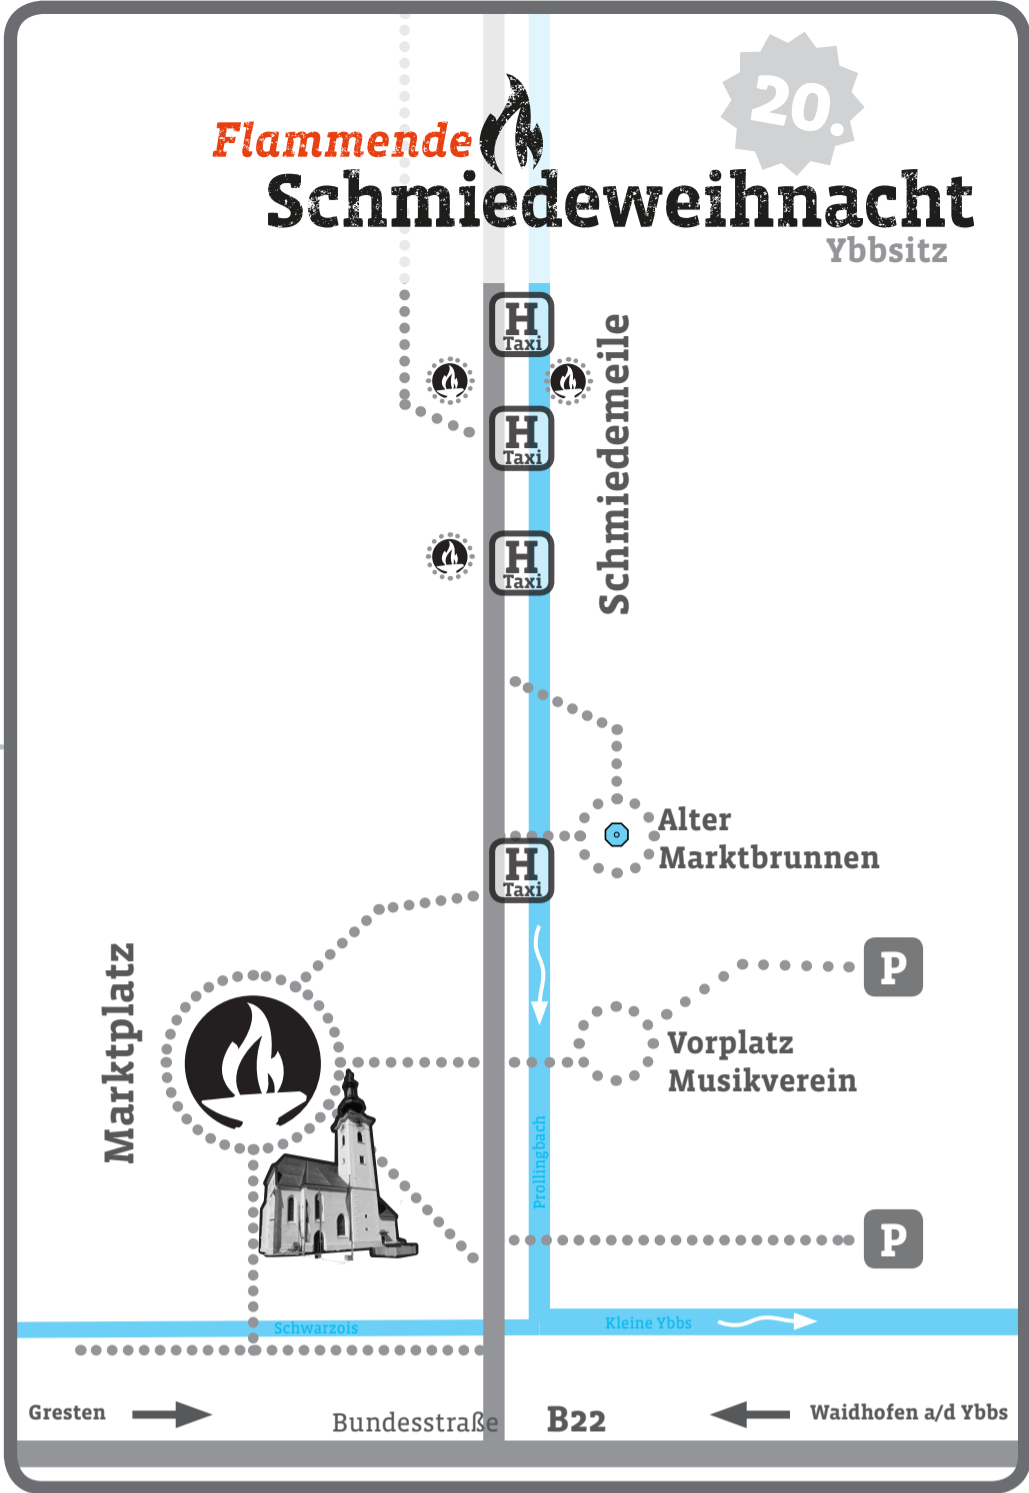 20.
Flammende
Schmiedeweihnacht
Ybbsitz
H
Taxi
Schmiedemeile
H
Taxi
H
Taxi
Alter
Marktbrunnen
H
Taxi
Marktplatz
P
Vorplatz
Musikverein
Prollingbach
P
Schwarzois
Kleine Ybbs
Gresten
Bundesstraße B22
Waidhofen a/d Ybbs